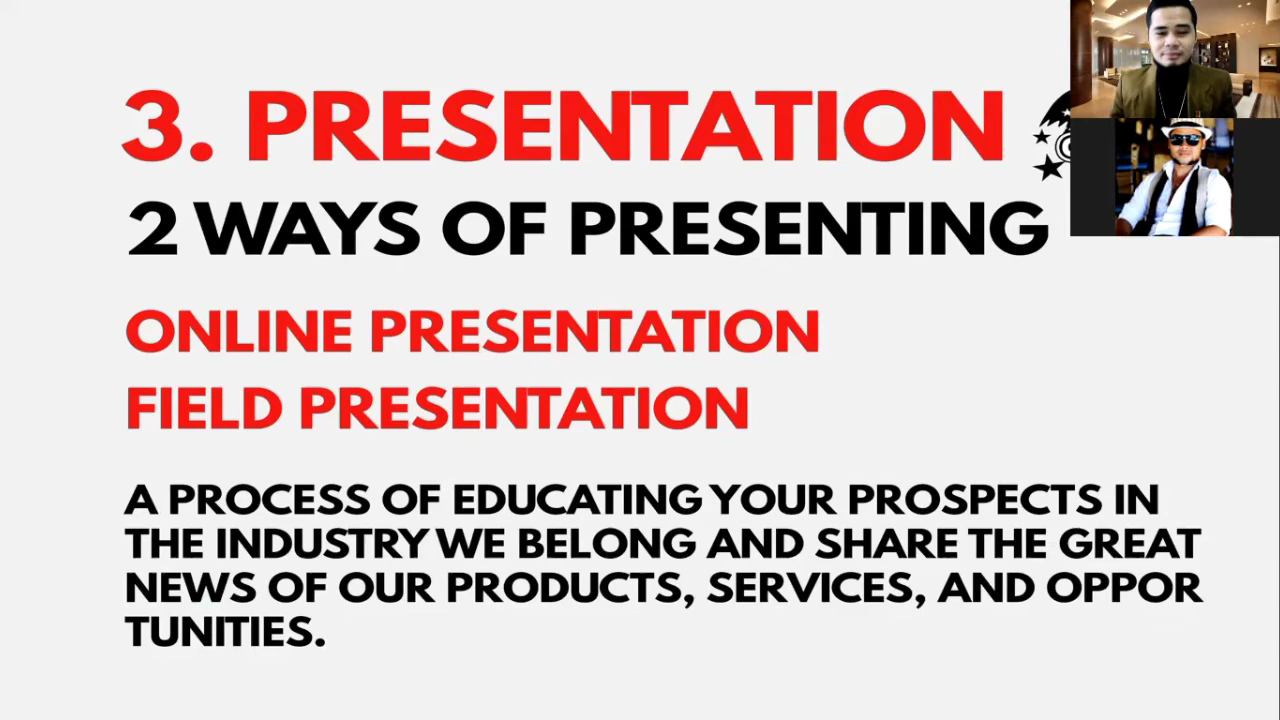 3. PRESENTATION
2 WAYS OF PRESENTING
ONLINE PRESENTATION
FIELD PRESENTATION
A PROCESS OF EDUCATING YOUR PROSPECTS IN
THE INDUSTRY WE BELONG AND SHARE THE GREAT
NEWS OF OUR PRODUCTS, SERVICES, AND OPPOR
TUNITIES.